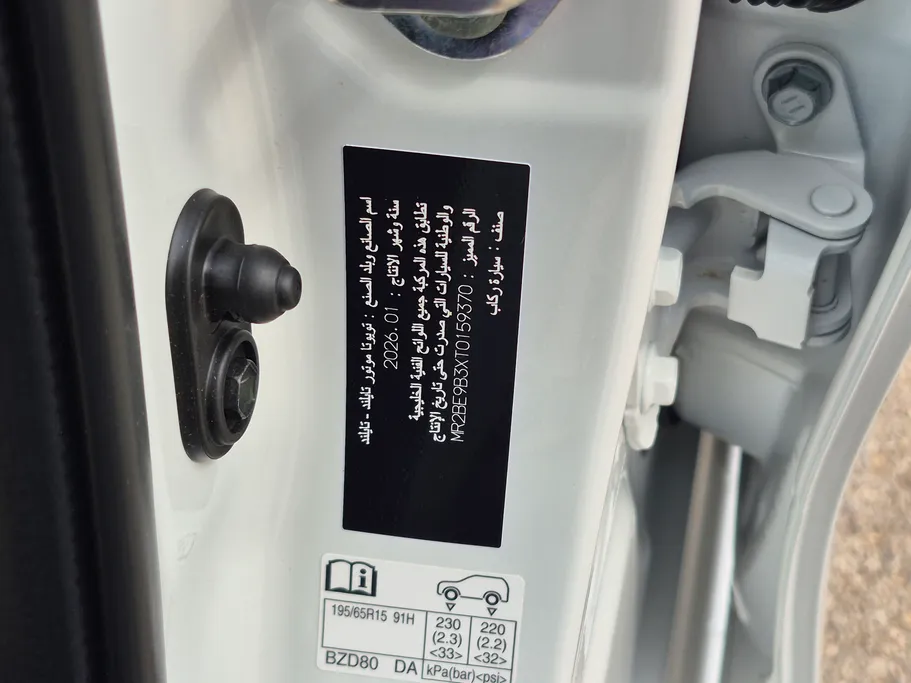 اسم الصانع وبلد الصنع : تويوتا موتور تايلند - تايلند
سنة وشهر الانتاج : 2026.01
تطابق هذه المركبة جميع اللوائح الفنية الخليجية
والوطنية للسيارات التي صدرت حتى تاريخ الإنتاج
الرقم المميز : MR2BE9B3XT0159370
صنف : سيارة ركاب
195/65R15 91H
230
(2.3)
<33>
220
(2.2)
<32>
BZD80 DA
kPa(bar)<psi>